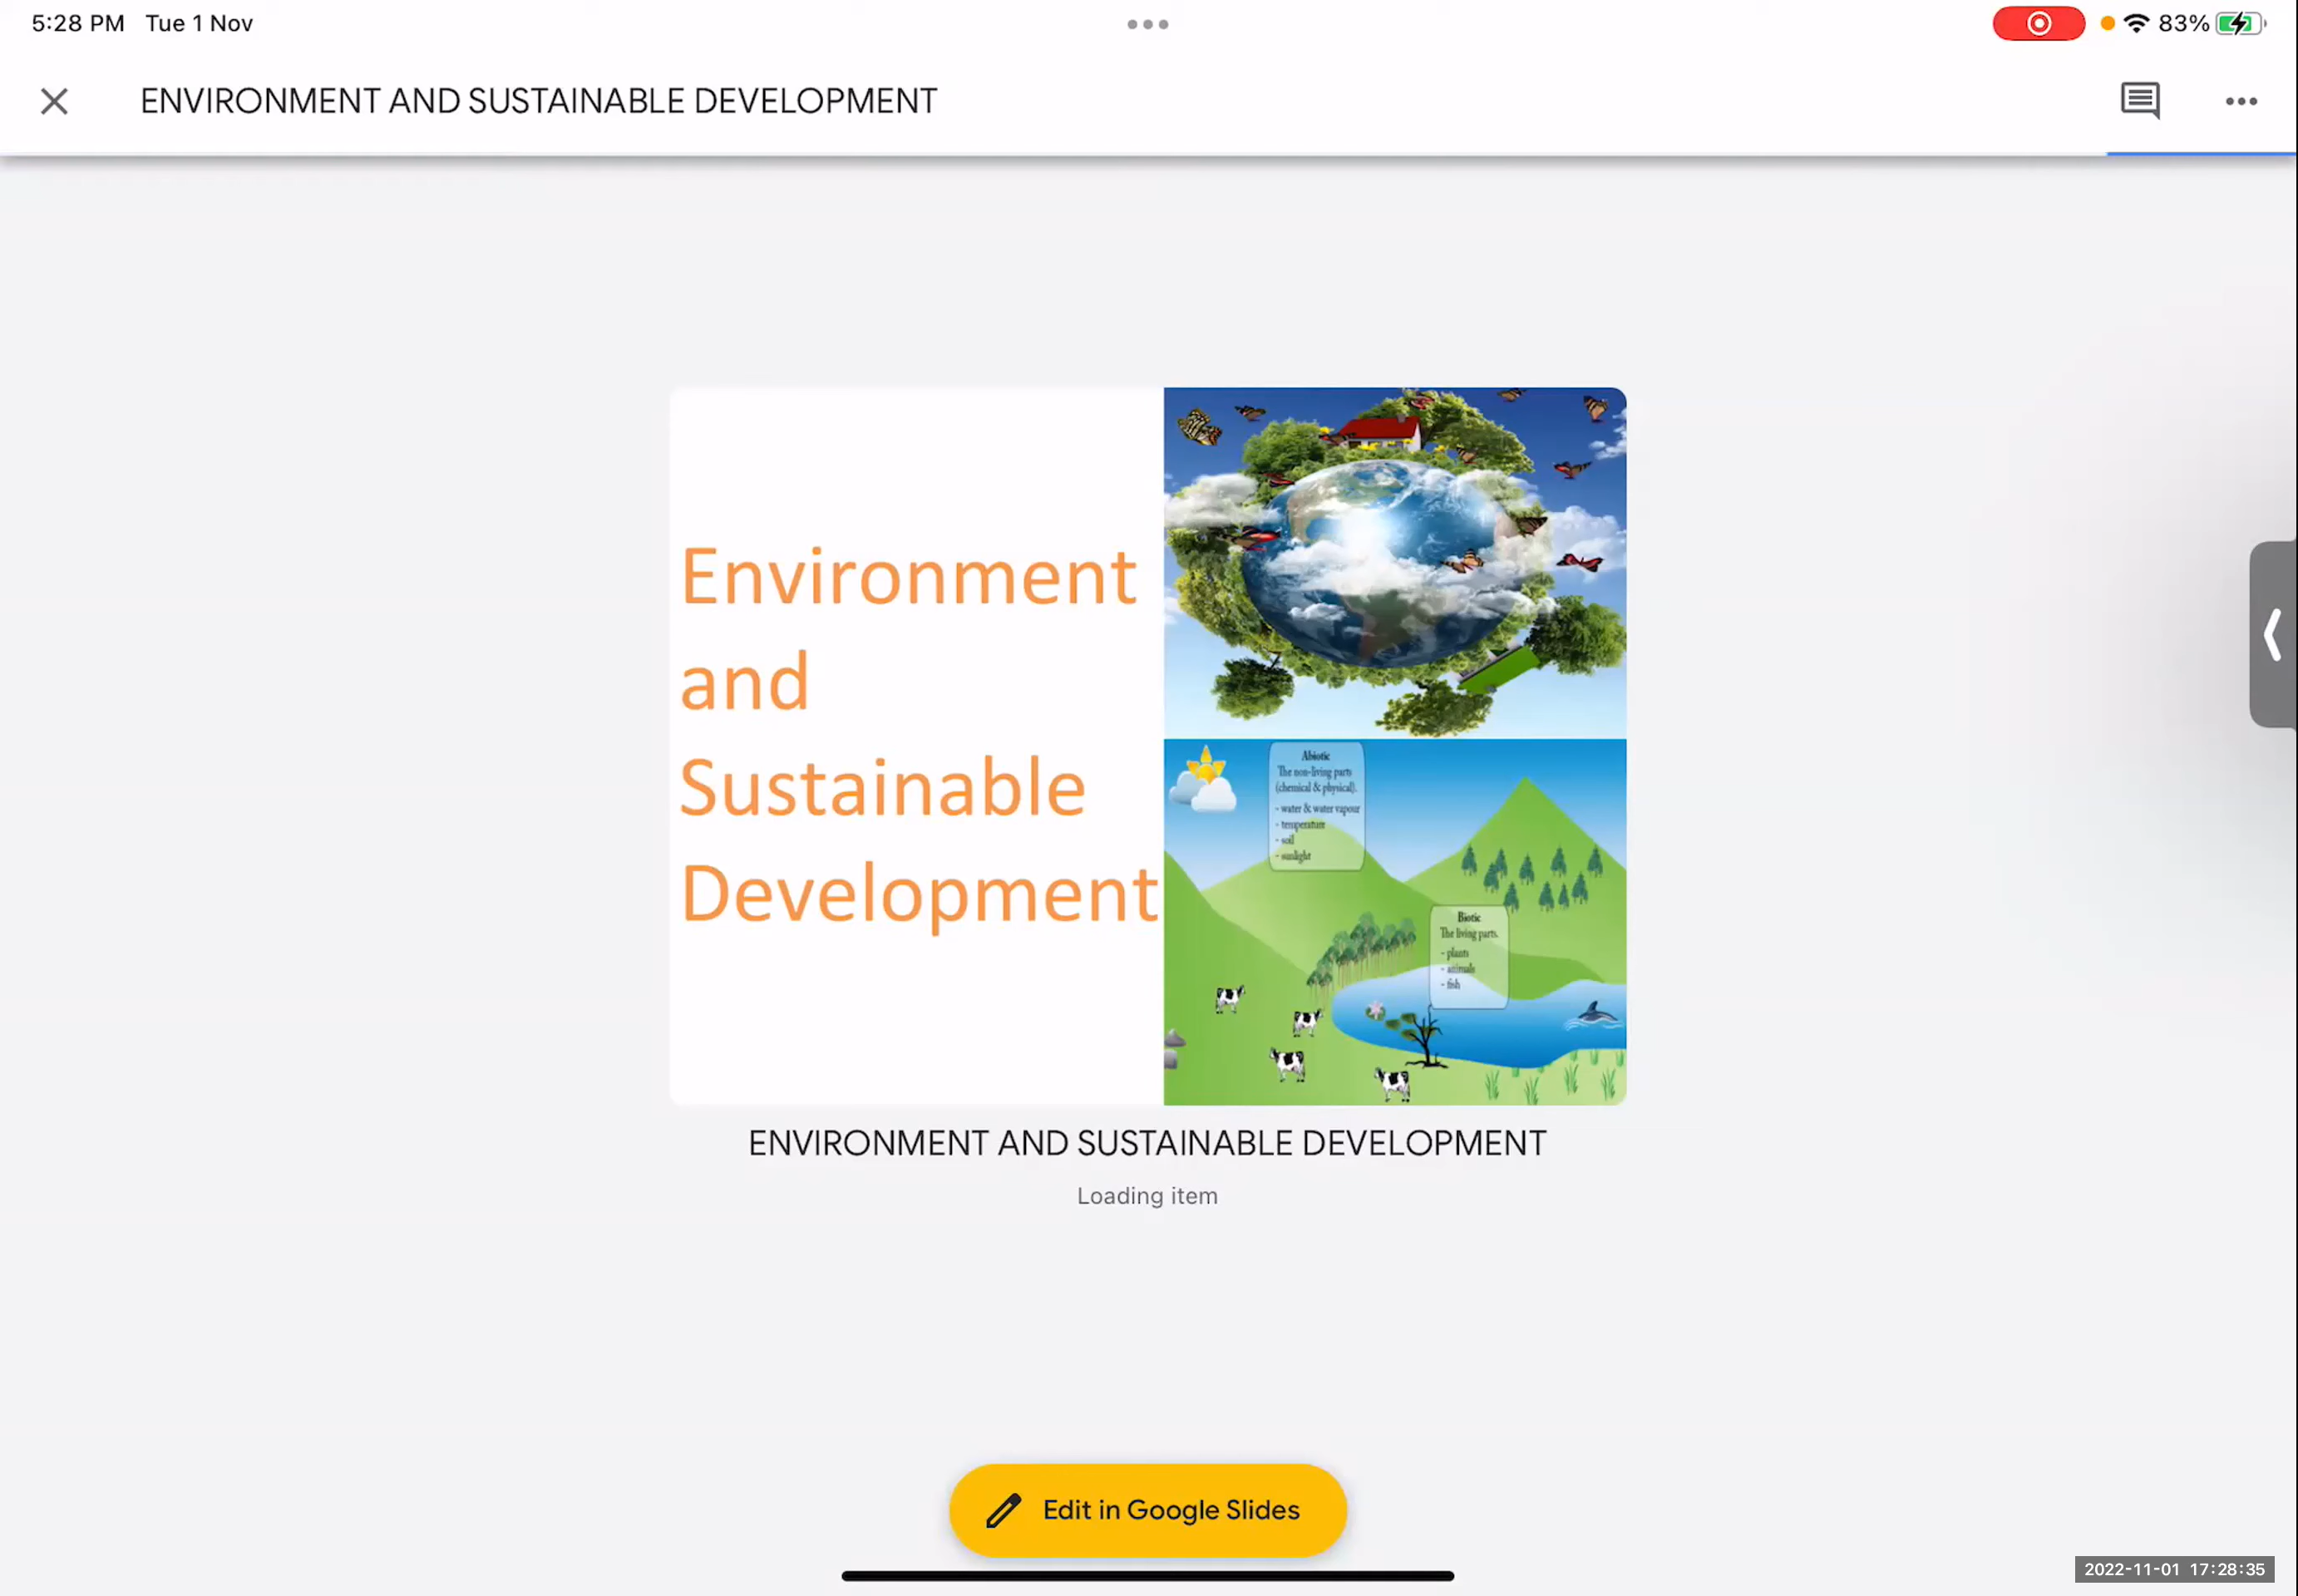 5:28 PM Tue 1 Nov
83%
ENVIRONMENT AND SUSTAINABLE DEVELOPMENT
Environment
and
Sustainable
Development
Abiotic
The non-living parts
(chemical & physical).
- water & water vapour
- temperature
- soil
- sunlight
Biotic
The living parts.
- plants
- animals
- fish
ENVIRONMENT AND SUSTAINABLE DEVELOPMENT
Loading item
Edit in Google Slides
2022-11-01 17:28:35